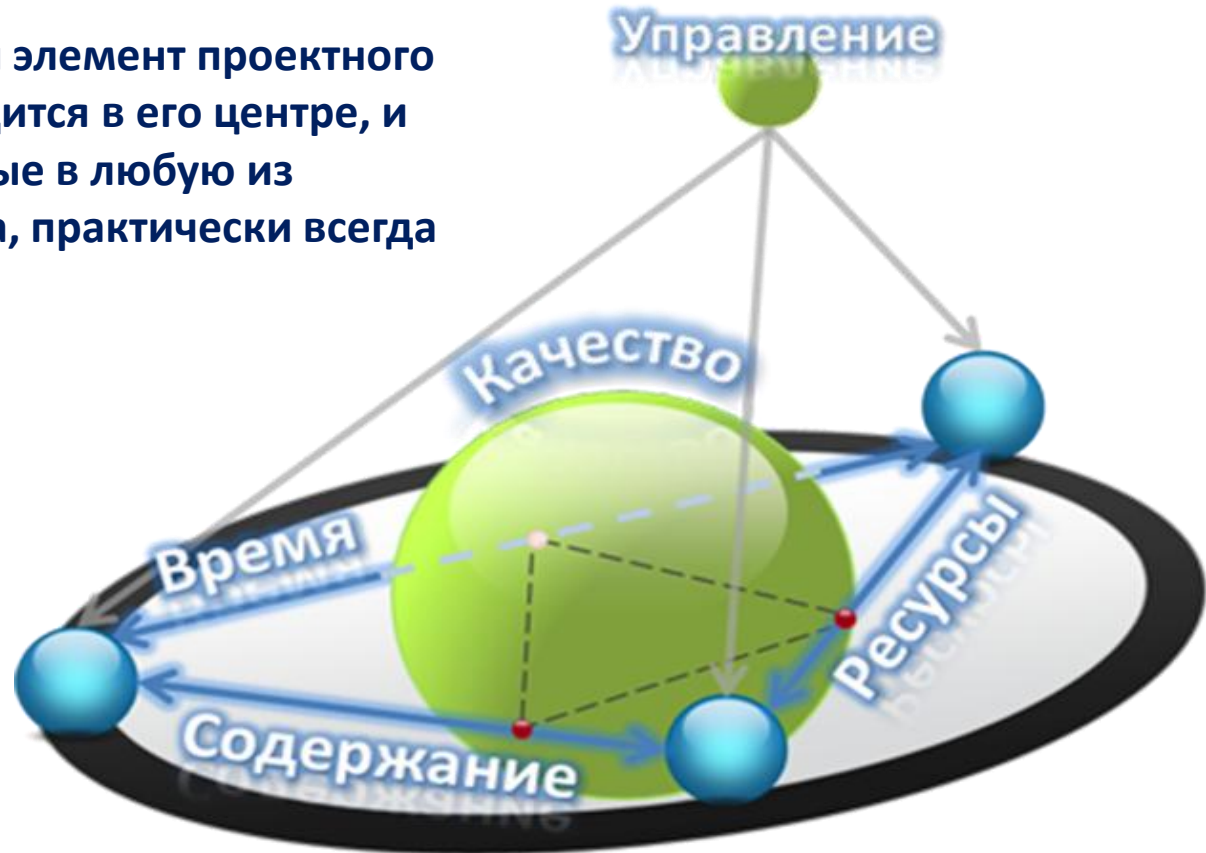 элемент проектного
дится в его центре, и
ые в любую из
а, практически всегда
Управление
Качество
Время
Ресурсы
Содержание